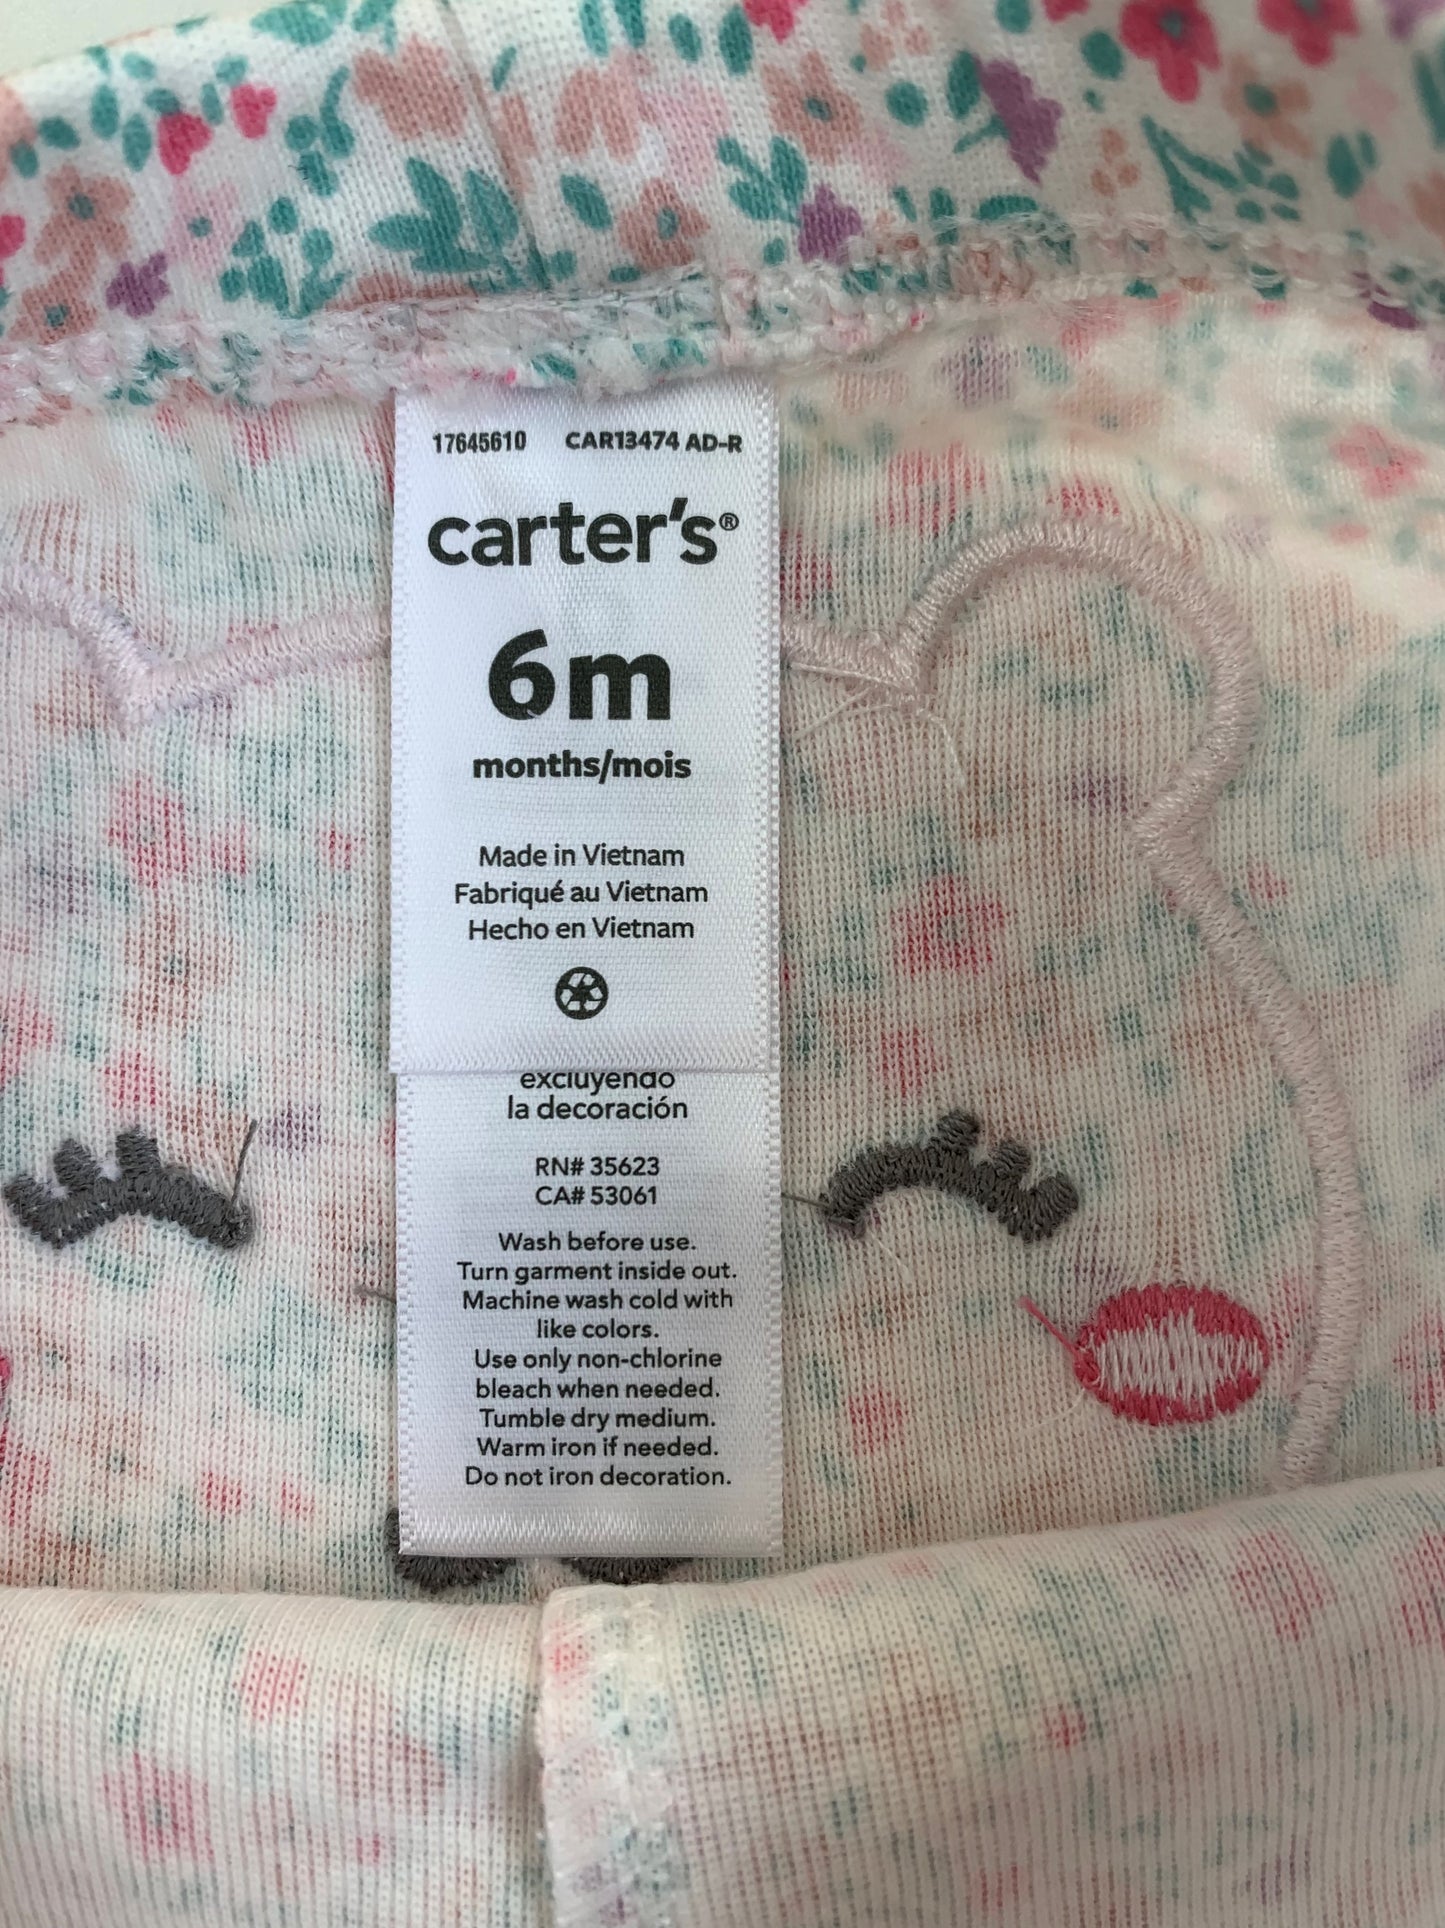 17645610 CAR13474 AD-R
carter's®
6m
months/mois
Made in Vietnam
Fabriqué au Vietnam
Hecho en Vietnam
excluyendo
la decoración
RN# 35623
CA# 53061
Wash before use.
Turn garment inside out.
Machine wash cold with
like colors.
Use only non-chlorine
bleach when needed.
Tumble dry medium.
Warm iron if needed.
Do not iron decoration.